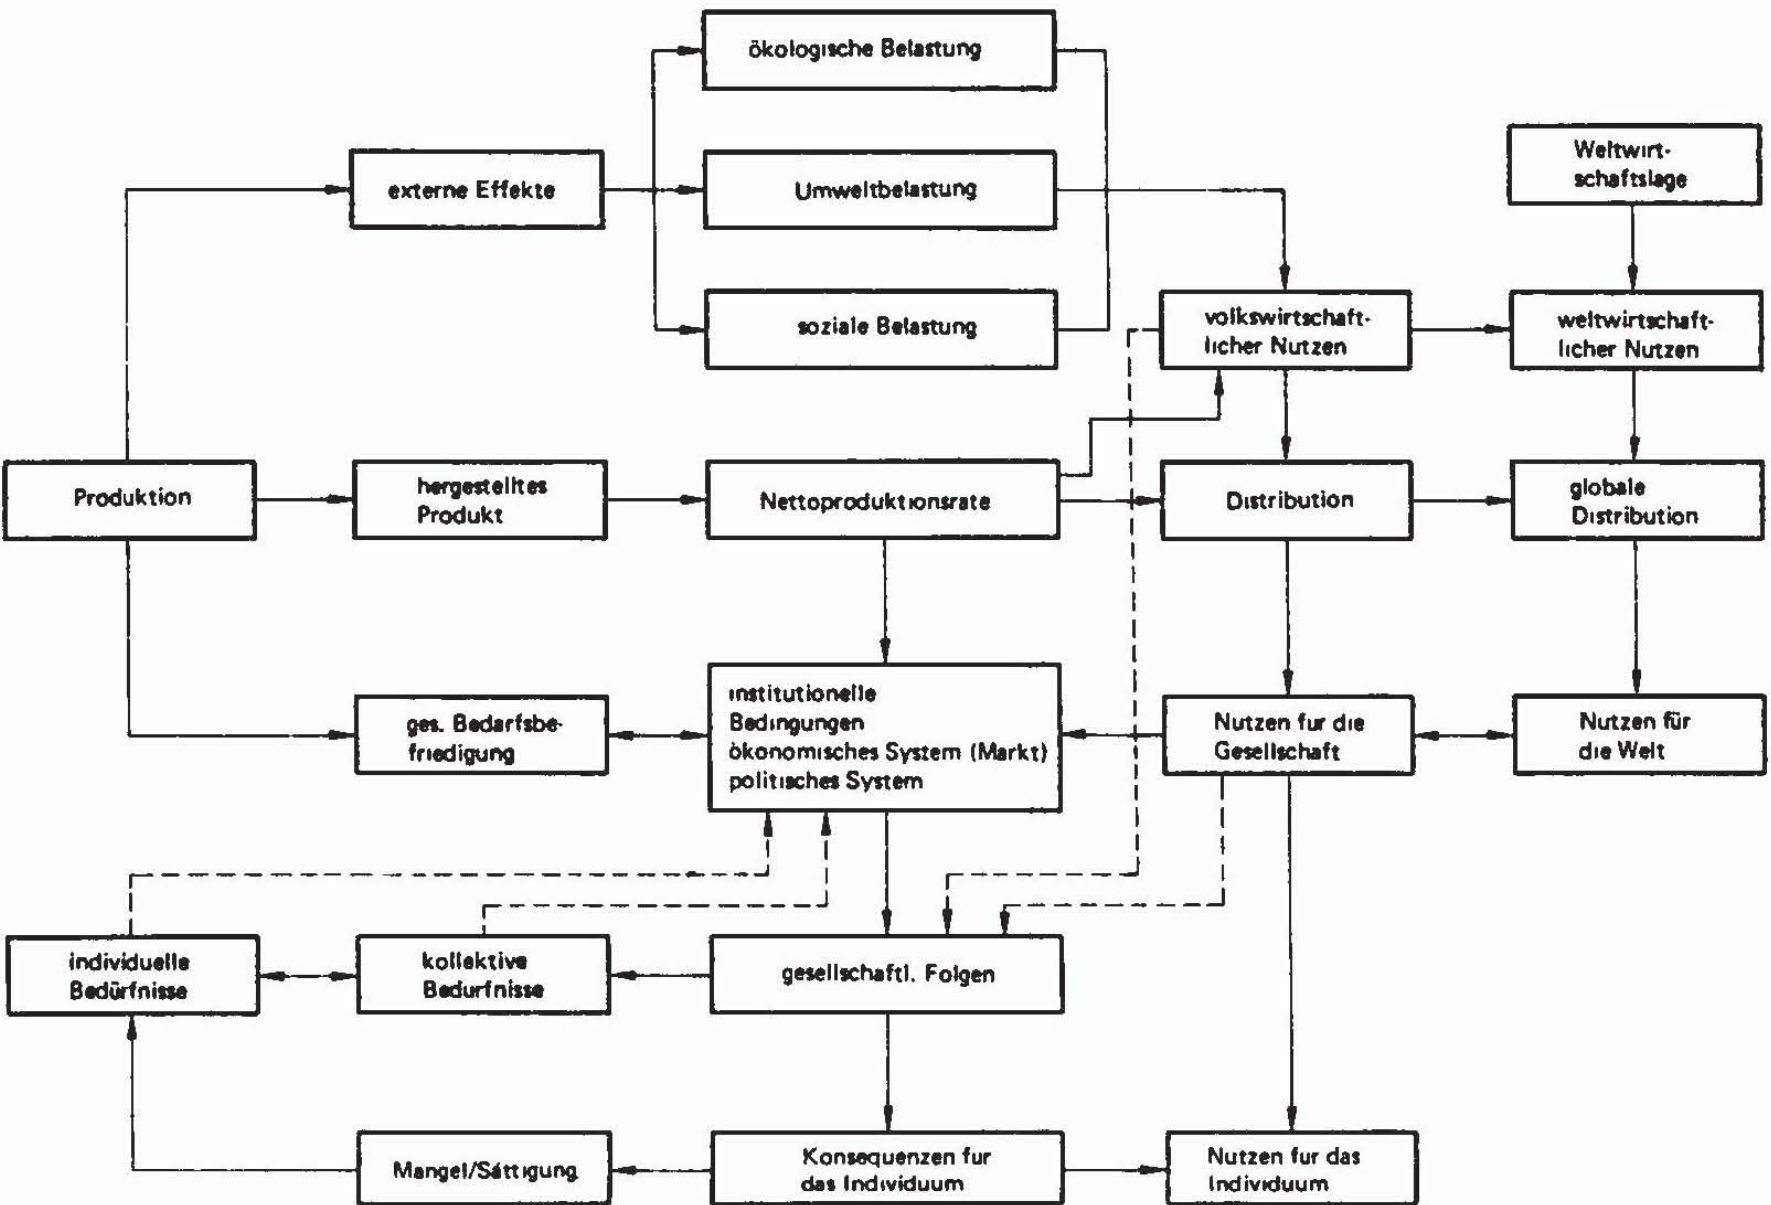 ökologische Belastung
externe Effekte
Umweltbelastung
Weltwirt-
schaftslage
soziale Belastung
volkswirtschaft-
licher Nutzen
weltwirtschaft-
licher Nutzen
Produktion
hergestelltes
Produkt
Nettoproduktionsrate
Distribution
globale
Distribution
ges. Bedarfsbe-
friedigung
institutionelle
Bedingungen
ökonomisches System (Markt)
politisches System
Nutzen fur die
Gesellschaft
Nutzen für
die Welt
individuelle
Bedürfnisse
kollektive
Bedurfnisse
gesellschaftl. Folgen
Mangel/Sättigung
Konsequenzen fur
das Individuum
Nutzen fur das
Individuum